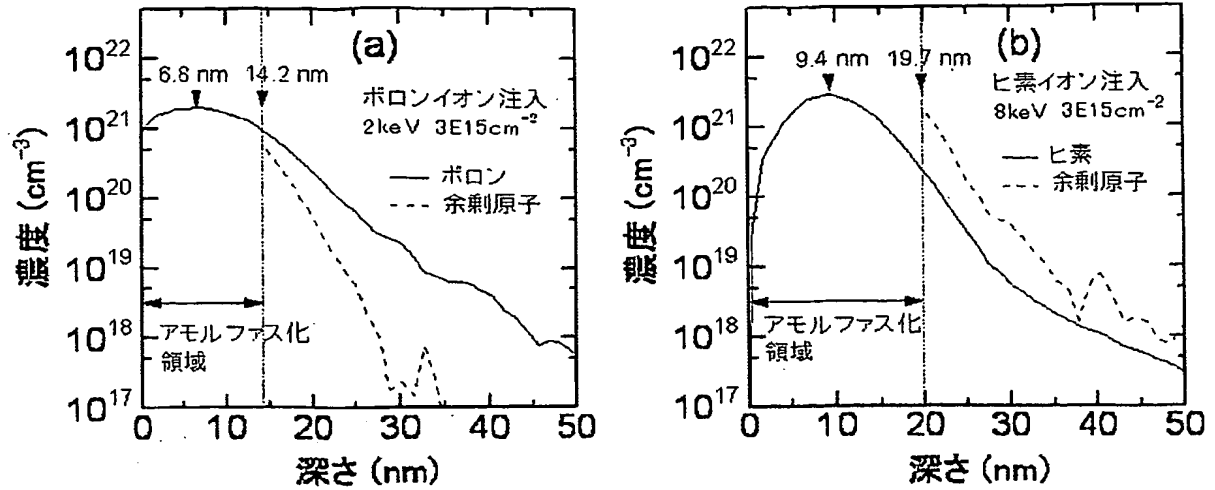 (a)
6.8 nm 14.2 nm
ボロンイオン注入
2keV 3E15cm⁻²
ボロン
余剰原子
アモルファス化
領域
濃度 (cm⁻³)
10²²
10²¹
10²⁰
10¹⁹
10¹⁸
10¹⁷
0 10 20 30 40 50
深さ (nm)
(b)
9.4 nm 19.7 nm
ヒ素イオン注入
8keV 3E15cm⁻²
ヒ素
余剰原子
アモルファス化
領域
濃度 (cm⁻³)
10²²
10²¹
10²⁰
10¹⁹
10¹⁸
10¹⁷
0 10 20 30 40 50
深さ (nm)